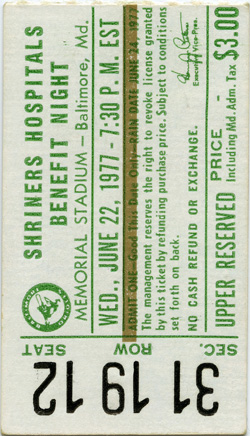 SHRINERS HOSPITALS
BENEFIT NIGHT
MEMORIAL STADIUM—Baltimore, Md.
WED., JUNE 22, 1977 - 7:30 P.M. EST
ADMIT ONE—Good This Date Only—RAIN DATE JUNE 24, 1977
The management reserves the right to revoke license granted
by this ticket by refunding purchase price. Subject to conditions
set forth on back.
Executive Vice-Pres.
NO CASH REFUND OR EXCHANGE.
UPPER RESERVED
PRICE - $3.00
Including Md. Adm. Tax
SEC. ROW SEAT
31 19 12